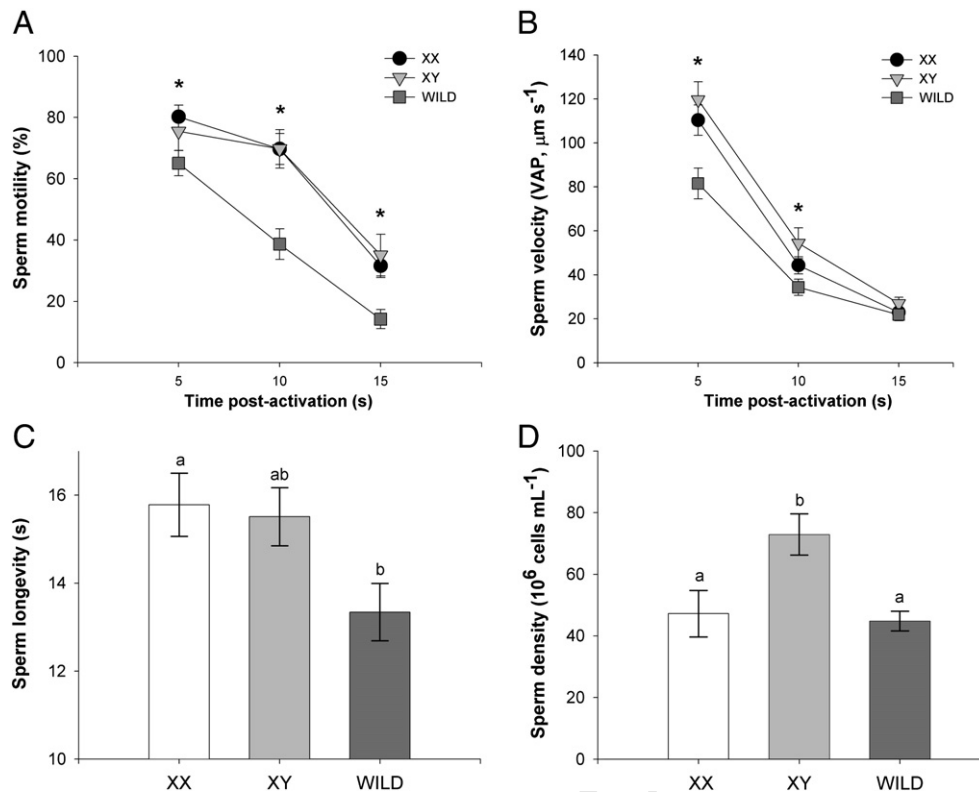 A
Sperm motility (%)
100
80
60
40
20
0
XX
XY
WILD
*
*
*
5
10
15
Time post-activation (s)
B
Sperm velocity (VAP, μm s⁻¹)
140
120
100
80
60
40
20
0
XX
XY
WILD
*
*
5
10
15
Time post-activation (s)
C
Sperm longevity (s)
16
14
12
10
a
ab
b
XX
XY
WILD
D
Sperm density (10⁶ cells mL⁻¹)
100
80
60
40
20
0
a
b
a
XX
XY
WILD